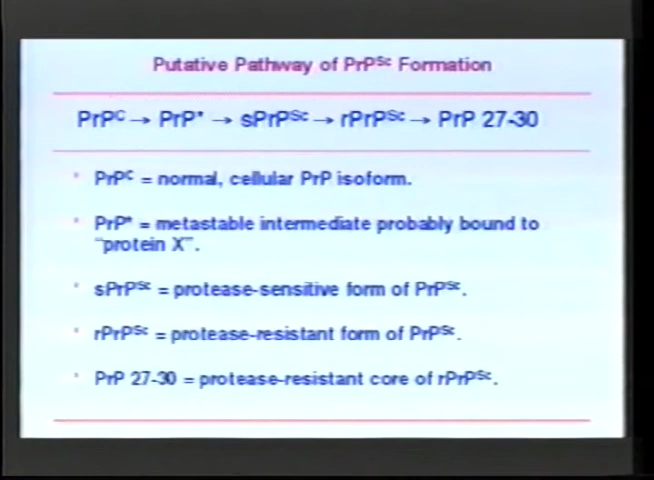 Putative Pathway of PrPSc Formation
PrPC → PrP* → sPrPSc → rPrPSc → PrP 27-30
• PrPC = normal, cellular PrP isoform.
• PrP* = metastable intermediate probably bound to
"protein X".
• sPrPSc = protease-sensitive form of PrPSc.
• rPrPSc = protease-resistant form of PrPSc.
• PrP 27-30 = protease-resistant core of rPrPSc.